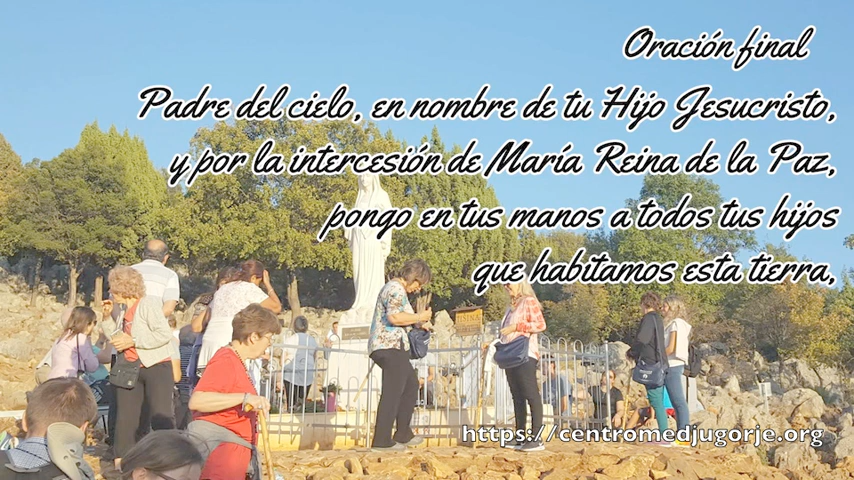 Oración final
Padre del cielo, en nombre de tu Hijo Jesucristo,
y por la intercesión de María Reina de la Paz,
pongo en tus manos a todos tus hijos
que habitamos esta tierra,
https://centromedjugorje.org